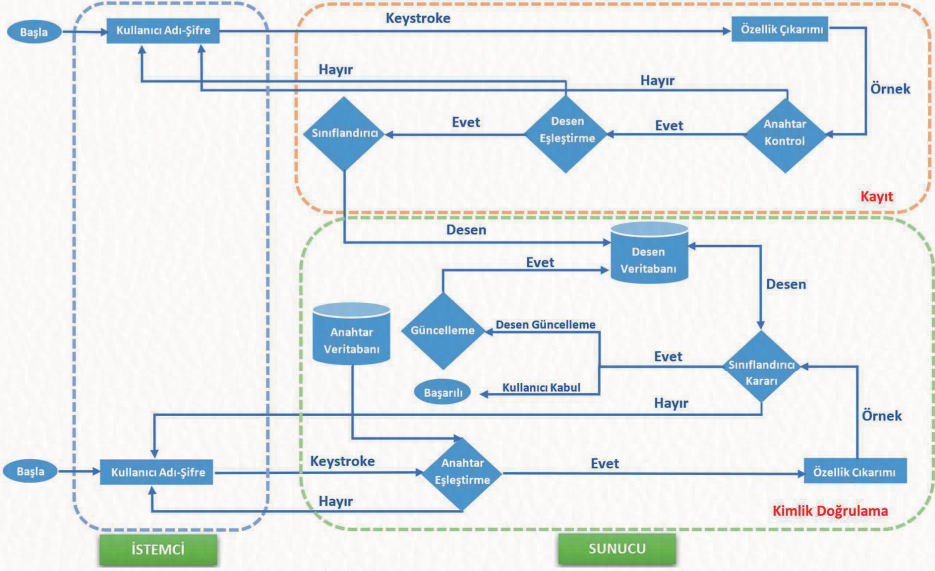 Başla
Kullanıcı Adı-Şifre
Keystroke
Özellik Çıkarımı
Hayır
Hayır
Örnek
Sınıflandırıcı
Evet
Desen
Eşleştirme
Evet
Anahtar
Kontrol
Kayıt
Desen
Desen
Veritabanı
Evet
Desen
Anahtar
Veritabanı
Güncelleme
Desen Güncelleme
Evet
Sınıflandırıcı
Kararı
Başarılı
Kullanıcı Kabul
Hayır
Örnek
Başla
Kullanıcı Adı-Şifre
Keystroke
Anahtar
Eşleştirme
Evet
Özellik Çıkarımı
Hayır
Kimlik Doğrulama
İSTEMCİ
SUNUCU